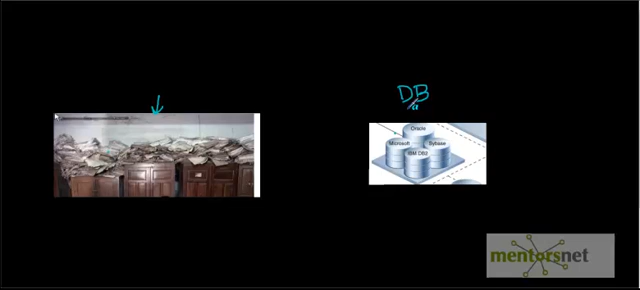 DB
Oracle
Microsoft
Sybase
IBM DB2
mentorsnet